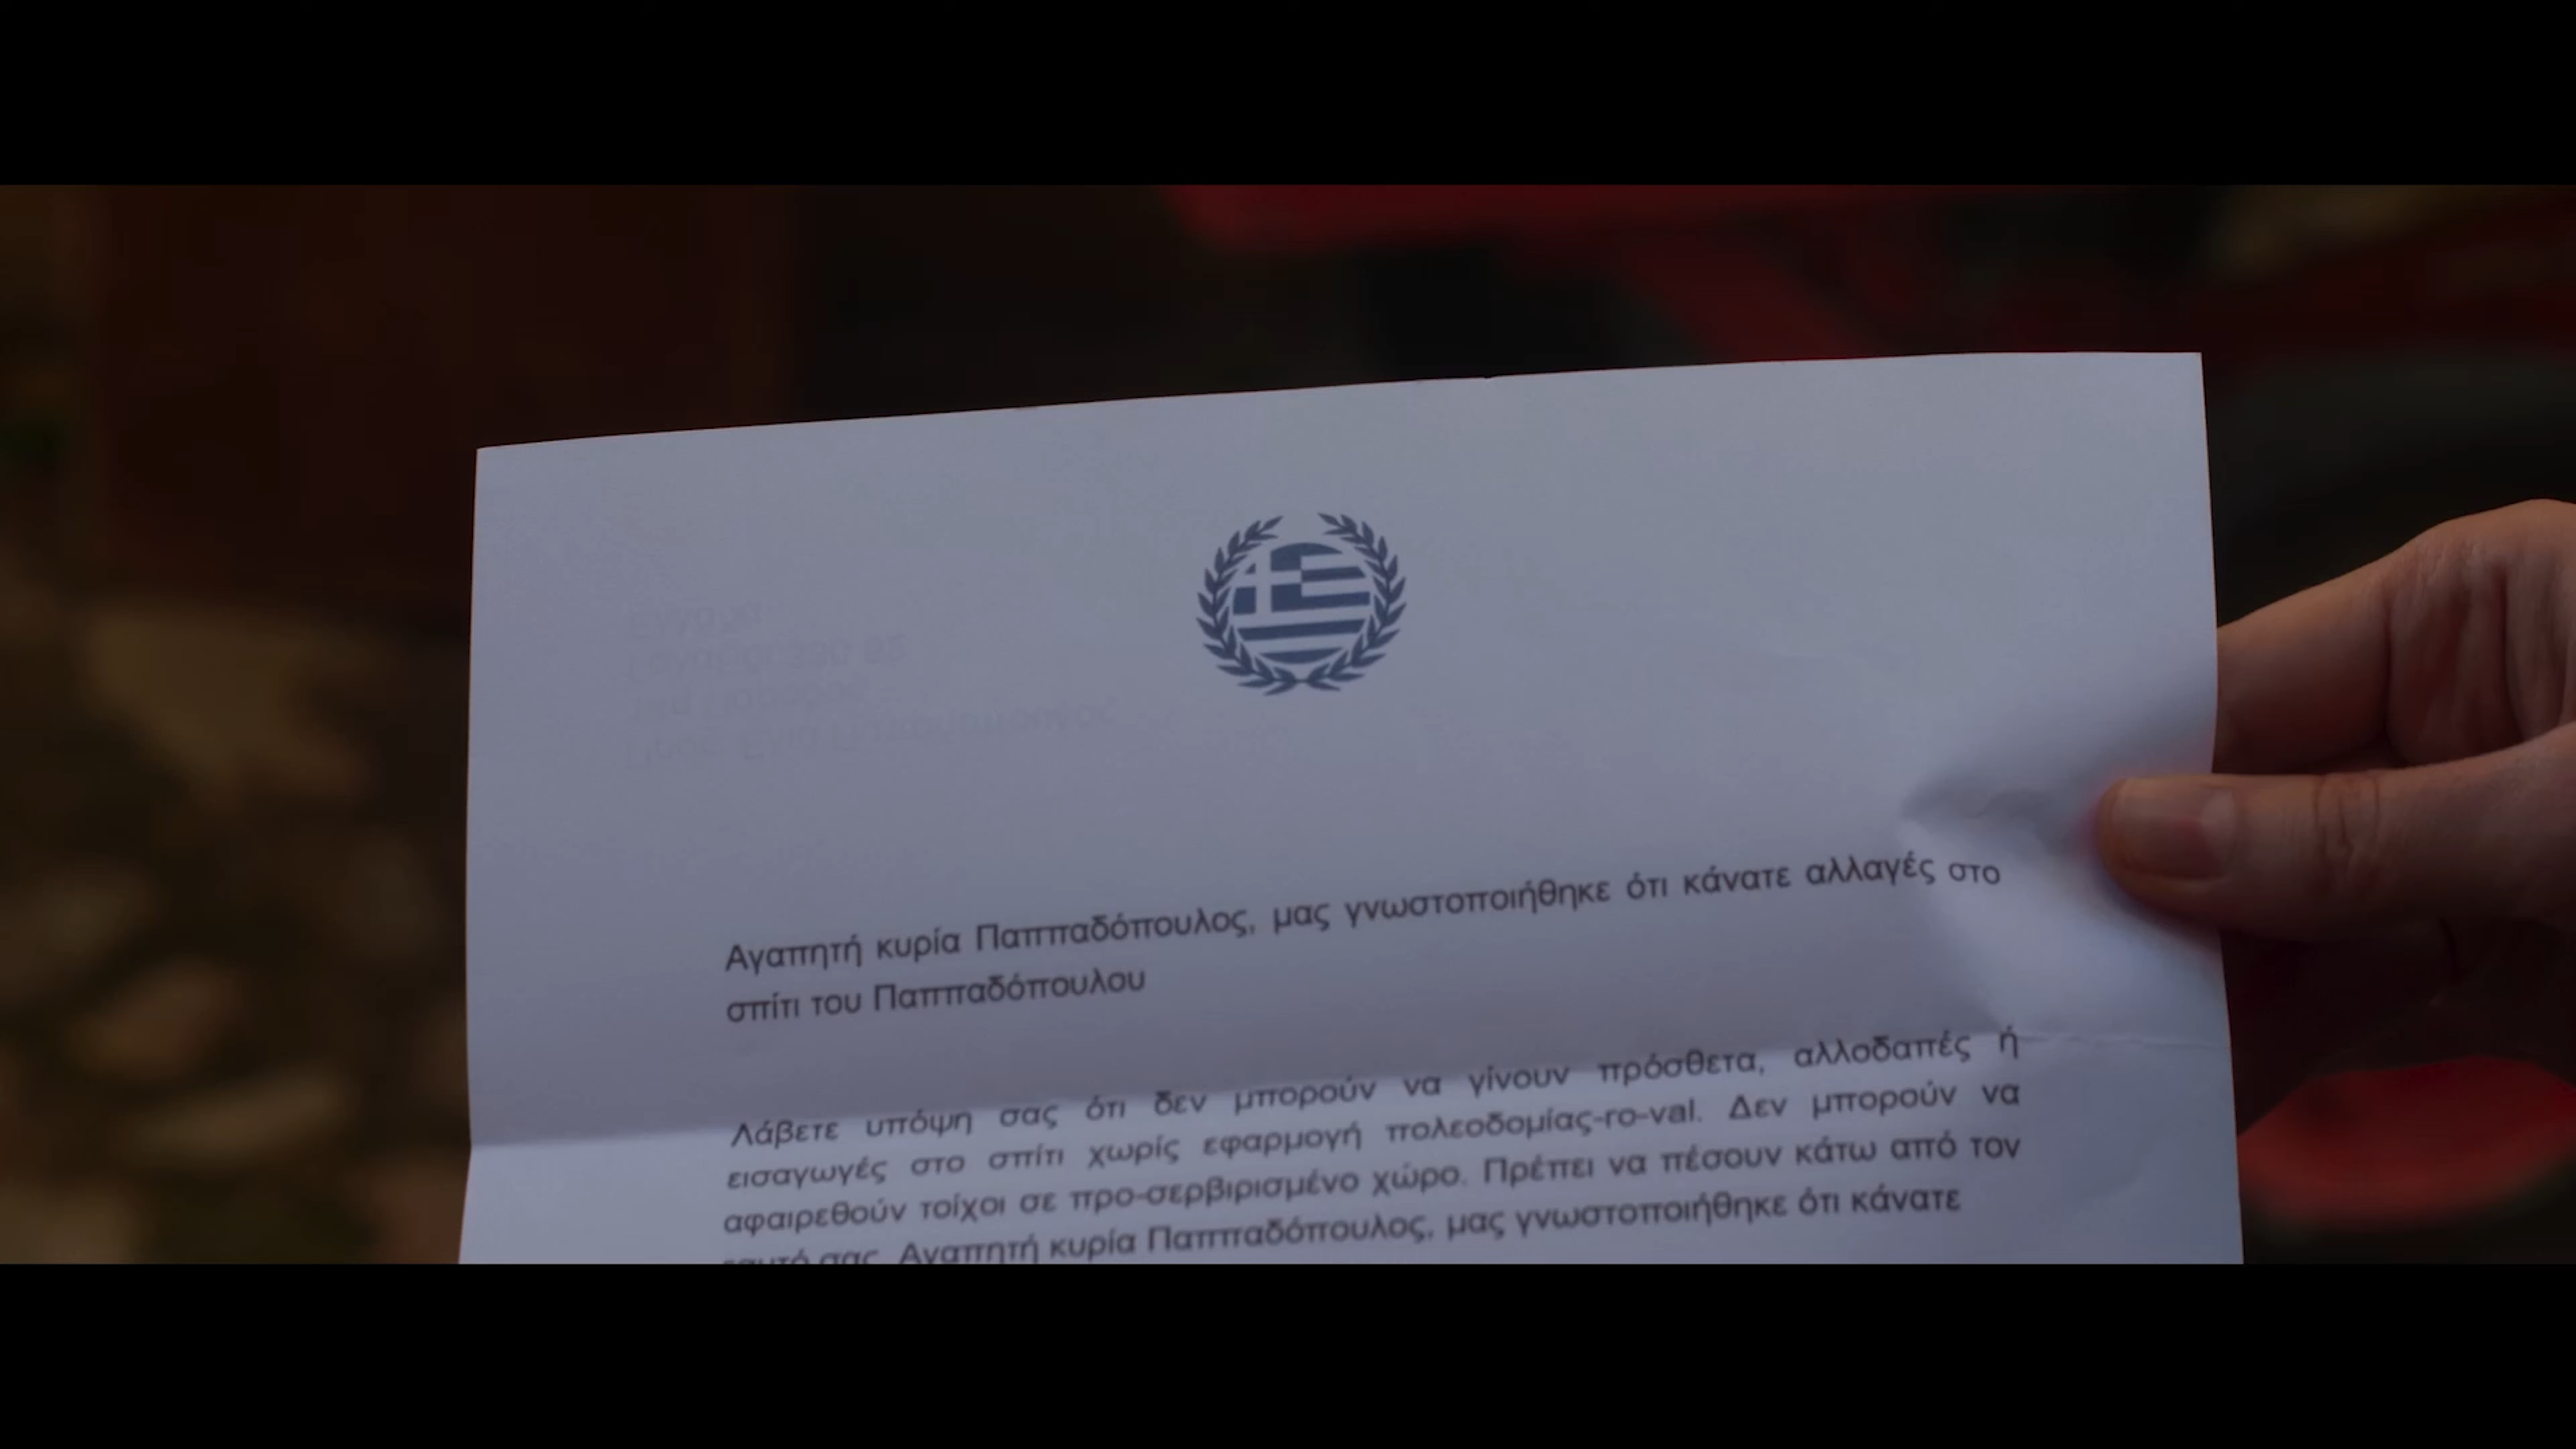 Αγαπητή κυρία Παππαδόπουλος, μας γνωστοποιήθηκε ότι κάνατε αλλαγές στο
σπίτι του Παππαδόπουλου
Λάβετε υπόψη σας ότι δεν μπορούν να γίνουν πρόσθετα, αλλοδαπές ή
εισαγωγές στο σπίτι χωρίς εφαρμογή πολεοδομίας-ro-val. Δεν μπορούν να
αφαιρεθούν τοίχοι σε προ-σερβιρισμένο χώρο. Πρέπει να πέσουν κάτω από τον
εαυτό σας. Αγαπητή κυρία Παππαδόπουλος, μας γνωστοποιήθηκε ότι κάνατε